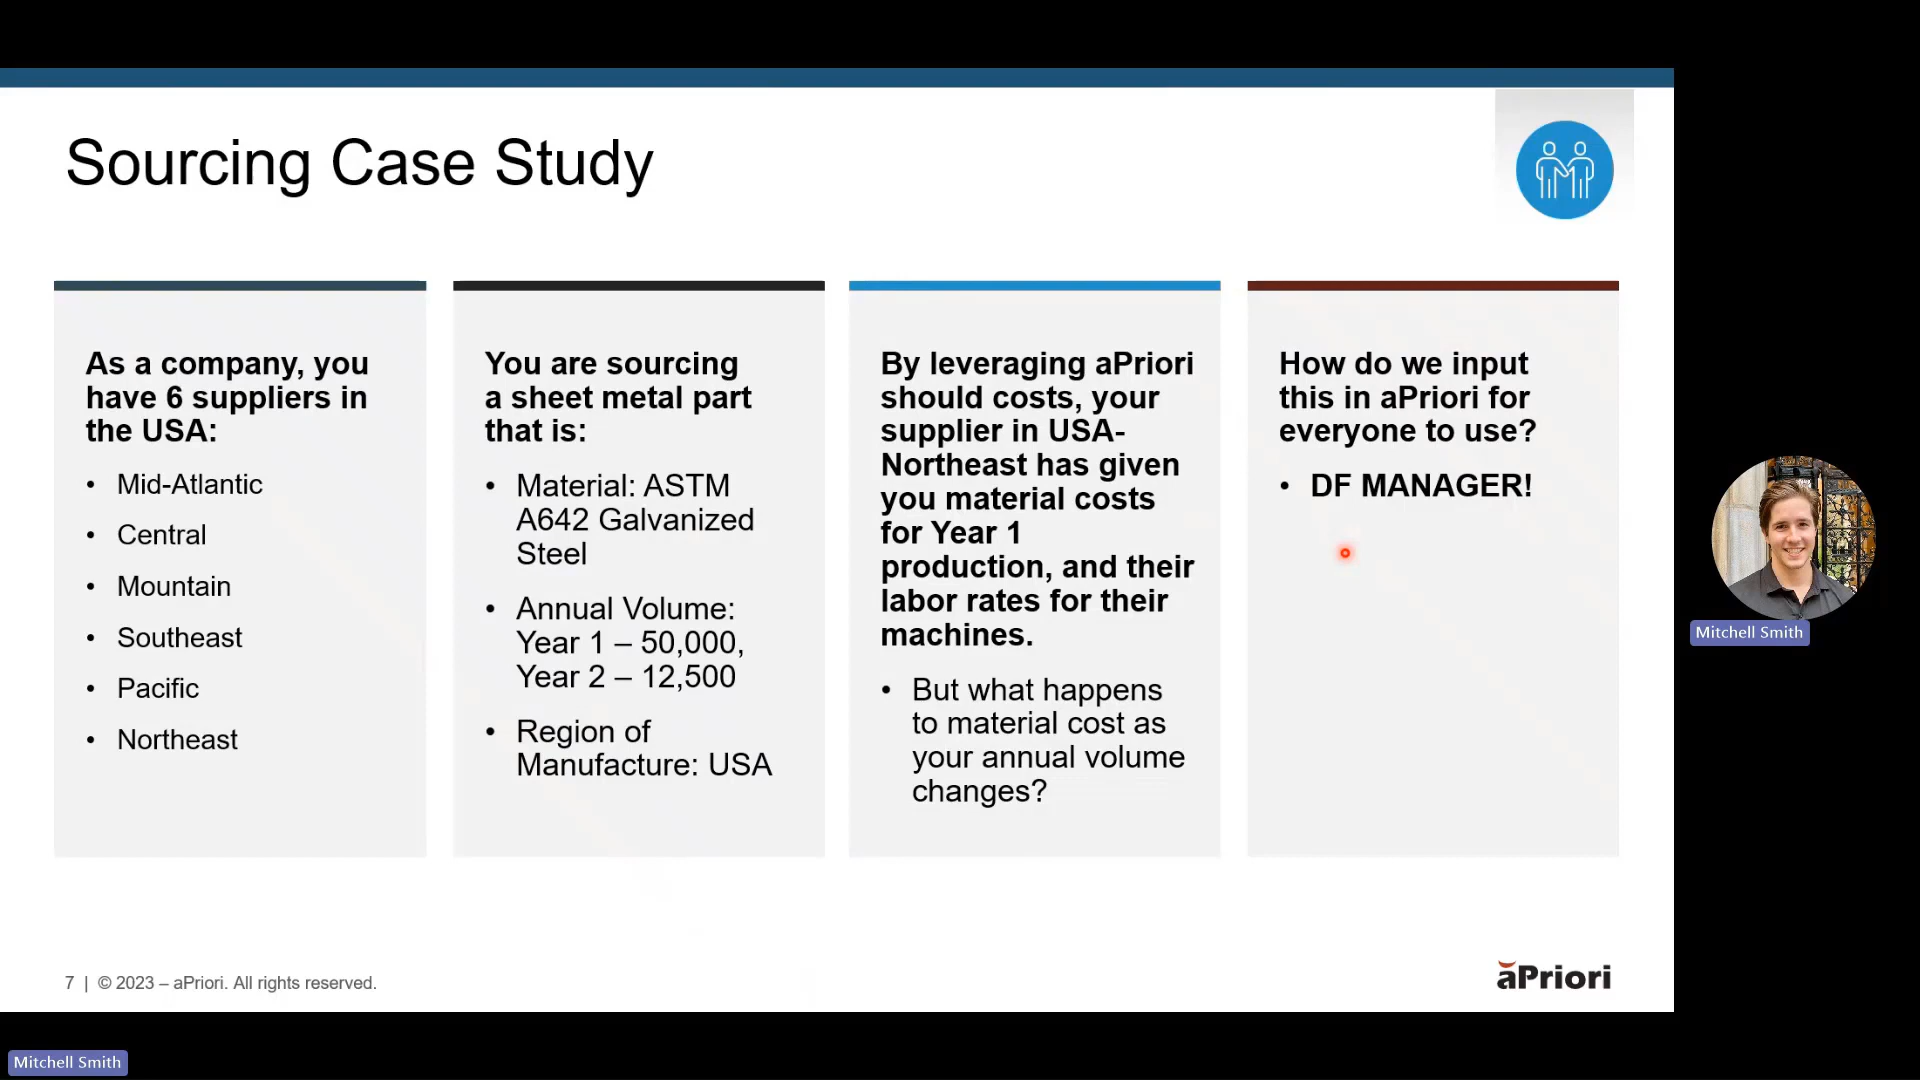 Sourcing Case Study
As a company, you
have 6 suppliers in
the USA:
• Mid-Atlantic
• Central
• Mountain
• Southeast
• Pacific
• Northeast
You are sourcing
a sheet metal part
that is:
• Material: ASTM
A642 Galvanized
Steel
• Annual Volume:
Year 1 – 50,000,
Year 2 – 12,500
• Region of
Manufacture: USA
By leveraging aPriori
should costs, your
supplier in USA-
Northeast has given
you material costs
for Year 1
production, and their
labor rates for their
machines.
• But what happens
to material cost as
your annual volume
changes?
How do we input
this in aPriori for
everyone to use?
• DF MANAGER!
7 | © 2023 – aPriori. All rights reserved.
aPriori
Mitchell Smith
Mitchell Smith